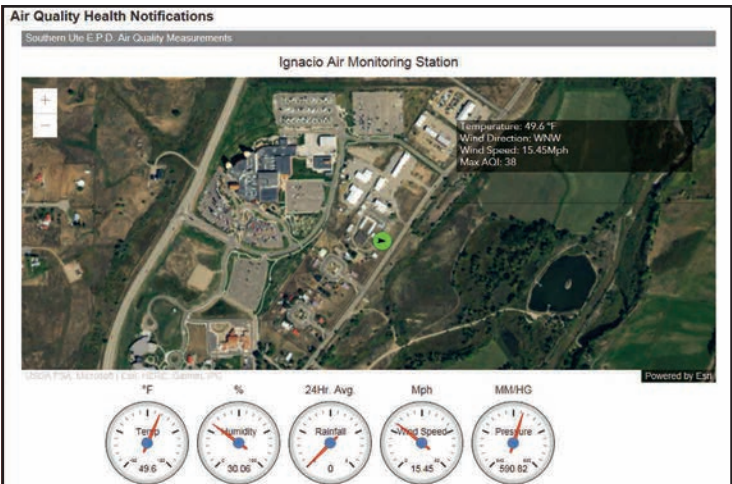 Air Quality Health Notifications
Southern Ute E.P.D. Air Quality Measurements
Ignacio Air Monitoring Station
+
−
Temperature: 49.6 °F
Wind Direction: WNW
Wind Speed: 15.45Mph
Max AQI: 38
USDA FSA, Microsoft | Esri, HERE, Garmin, iPC
Powered by Esri
°F % 24Hr. Avg. Mph MM/HG
Temp Humidity Rainfall Wind Speed Pressure
49.6 30.06 0 15.45 590.82